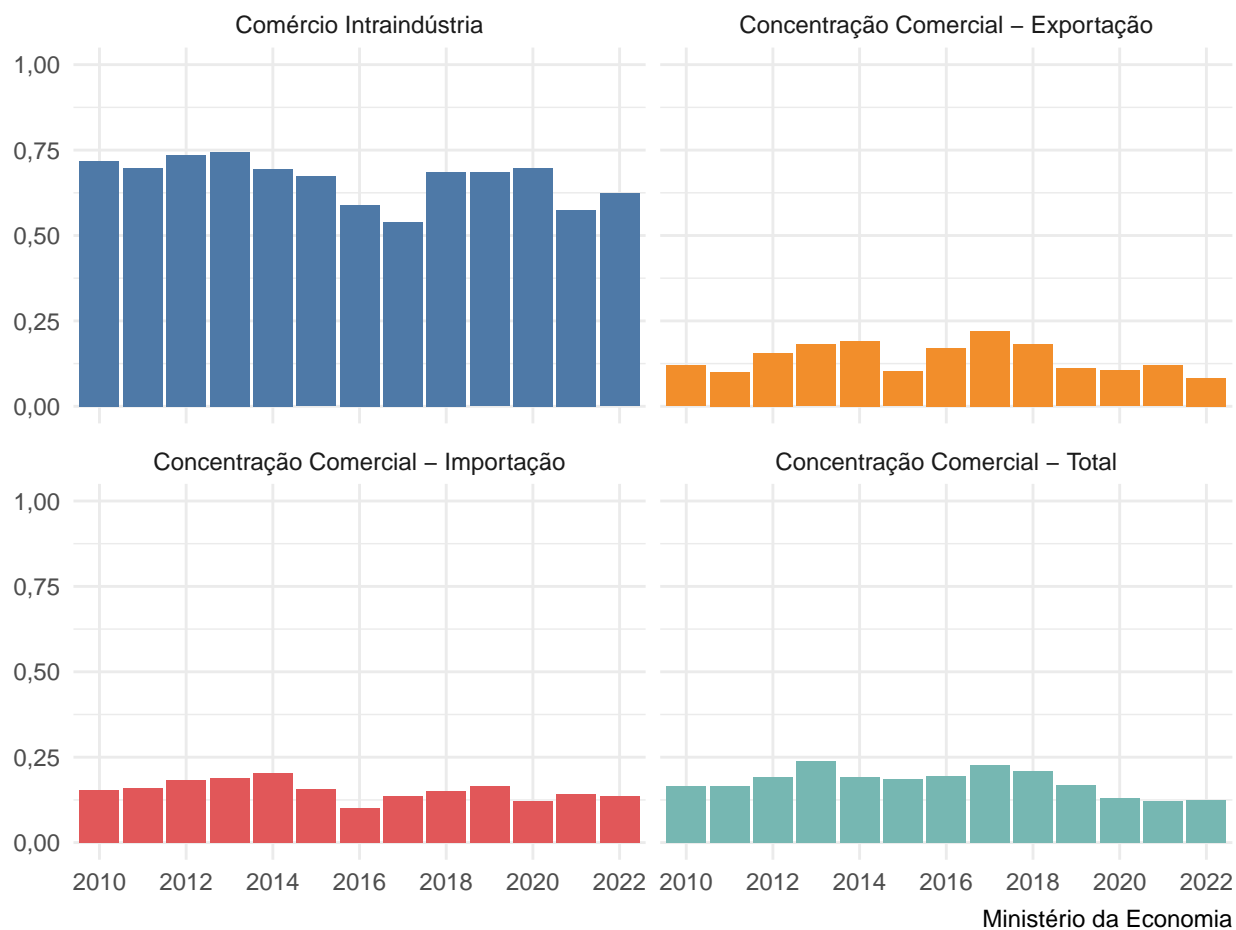 Comércio Intraindústria
Concentração Comercial – Exportação
1,00
0,75
0,50
0,25
0,00
Concentração Comercial – Importação
Concentração Comercial – Total
1,00
0,75
0,50
0,25
0,00
2010 2012 2014 2016 2018 2020 2022
2010 2012 2014 2016 2018 2020 2022
Ministério da Economia